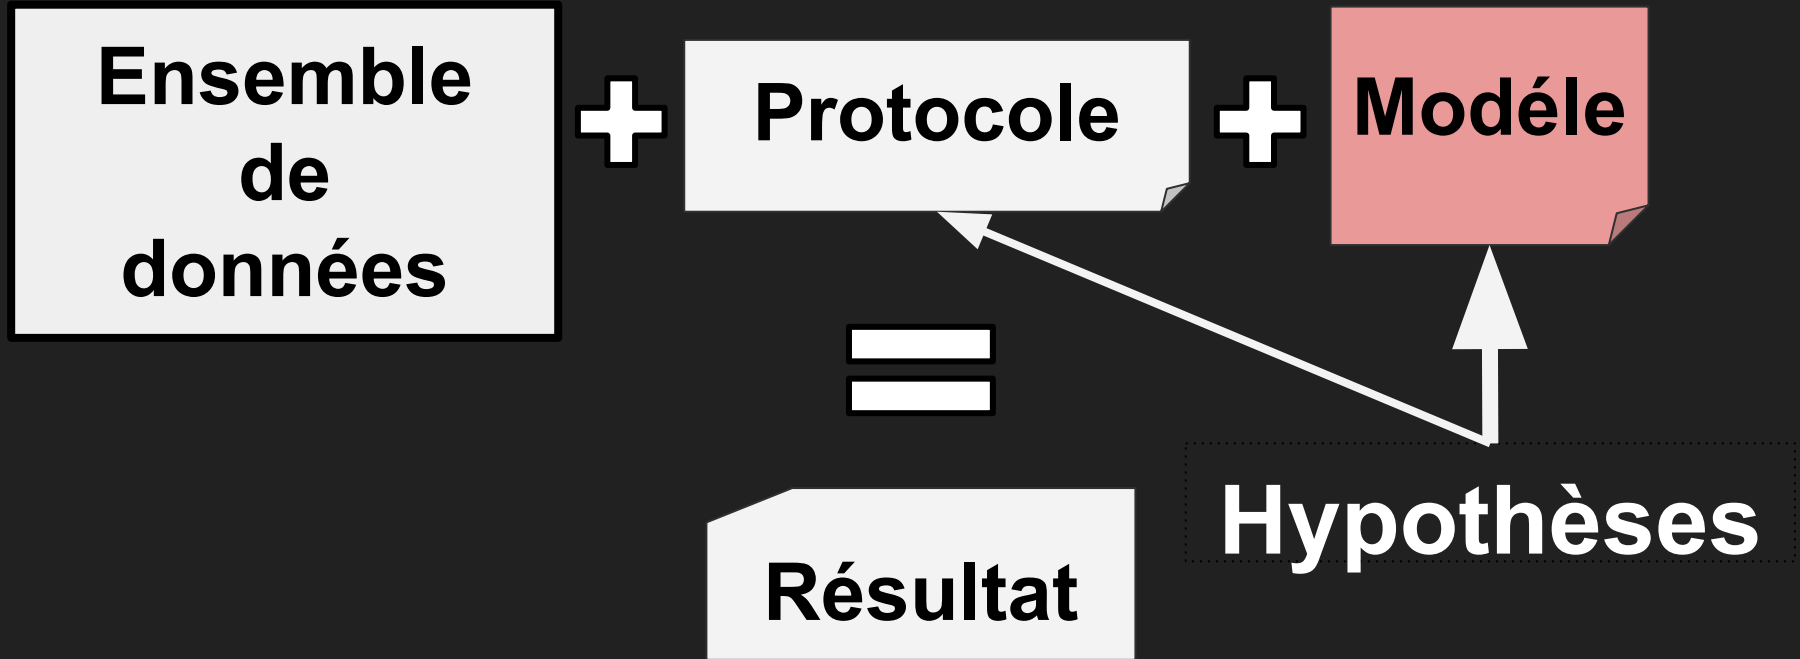 Ensemble
de
données
Protocole
Modéle
Hypothèses
Résultat